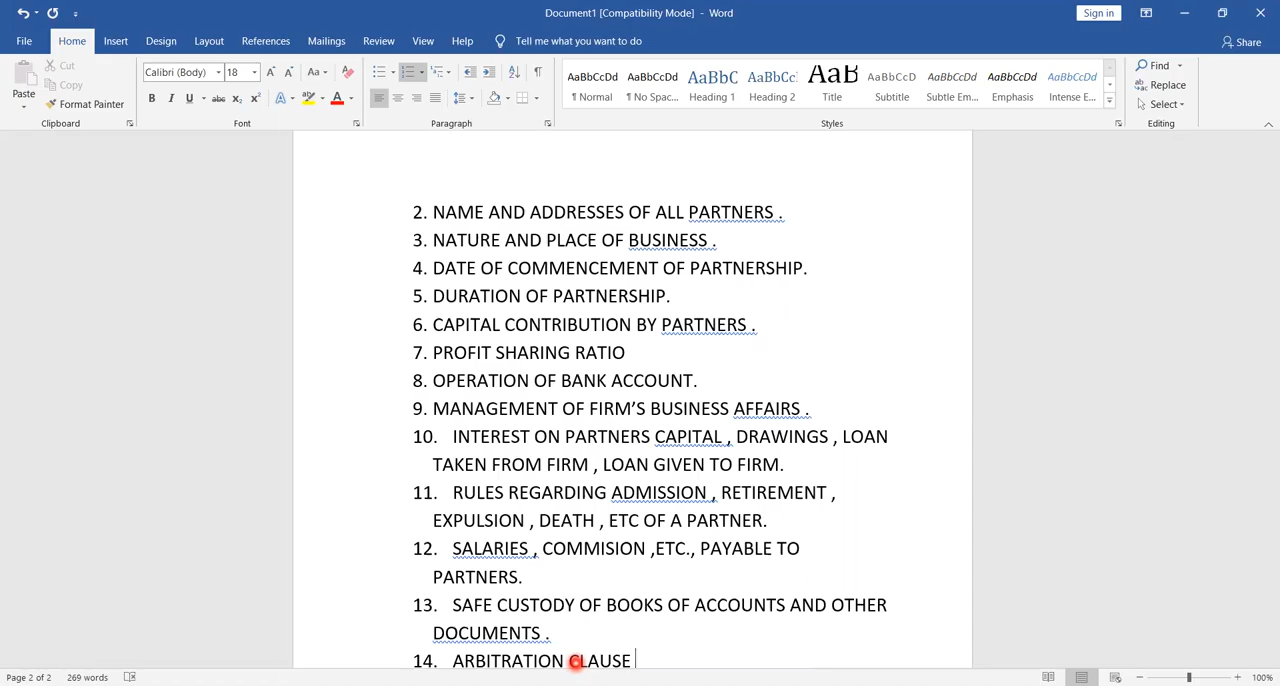 Document1 [Compatibility Mode] - Word
Sign in
File Home Insert Design Layout References Mailings Review View Help Tell me what you want to do
Share
Paste
Cut
Copy
Format Painter
Clipboard
Calibri (Body) 18
Aa
B I U abc X₂ X²
A
ab
A
Font
Paragraph
AaBbCcDd AaBbCcDd AaBbC AaBbCc AaB AaBbCcD AaBbCcDd AaBbCcDd AaBbCcDd
¶ Normal ¶ No Spac... Heading 1 Heading 2 Title Subtitle Subtle Em... Emphasis Intense E...
Styles
Find
Replace
Select
Editing
2. NAME AND ADDRESSES OF ALL PARTNERS .
3. NATURE AND PLACE OF BUSINESS .
4. DATE OF COMMENCEMENT OF PARTNERSHIP.
5. DURATION OF PARTNERSHIP.
6. CAPITAL CONTRIBUTION BY PARTNERS .
7. PROFIT SHARING RATIO
8. OPERATION OF BANK ACCOUNT.
9. MANAGEMENT OF FIRM’S BUSINESS AFFAIRS .
10. INTEREST ON PARTNERS CAPITAL , DRAWINGS , LOAN
TAKEN FROM FIRM , LOAN GIVEN TO FIRM.
11. RULES REGARDING ADMISSION , RETIREMENT ,
EXPULSION , DEATH , ETC OF A PARTNER.
12. SALARIES , COMMISION ,ETC., PAYABLE TO
PARTNERS.
13. SAFE CUSTODY OF BOOKS OF ACCOUNTS AND OTHER
DOCUMENTS .
14. ARBITRATION CLAUSE
Page 2 of 2 269 words
100%